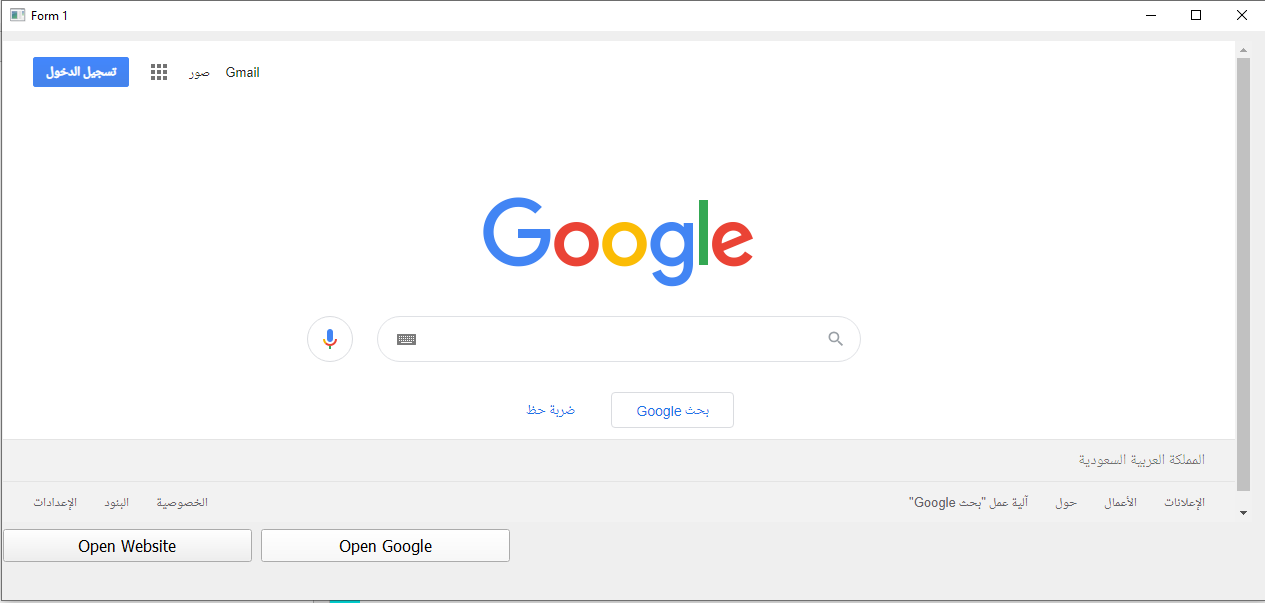 Form 1
Gmail صور تسجيل الدخول
Google
بحث Google ضربة حظ
المملكة العربية السعودية
الإعلانات الأعمال حول آلية عمل "بحث Google" الخصوصية البنود الإعدادات
Open Website Open Google